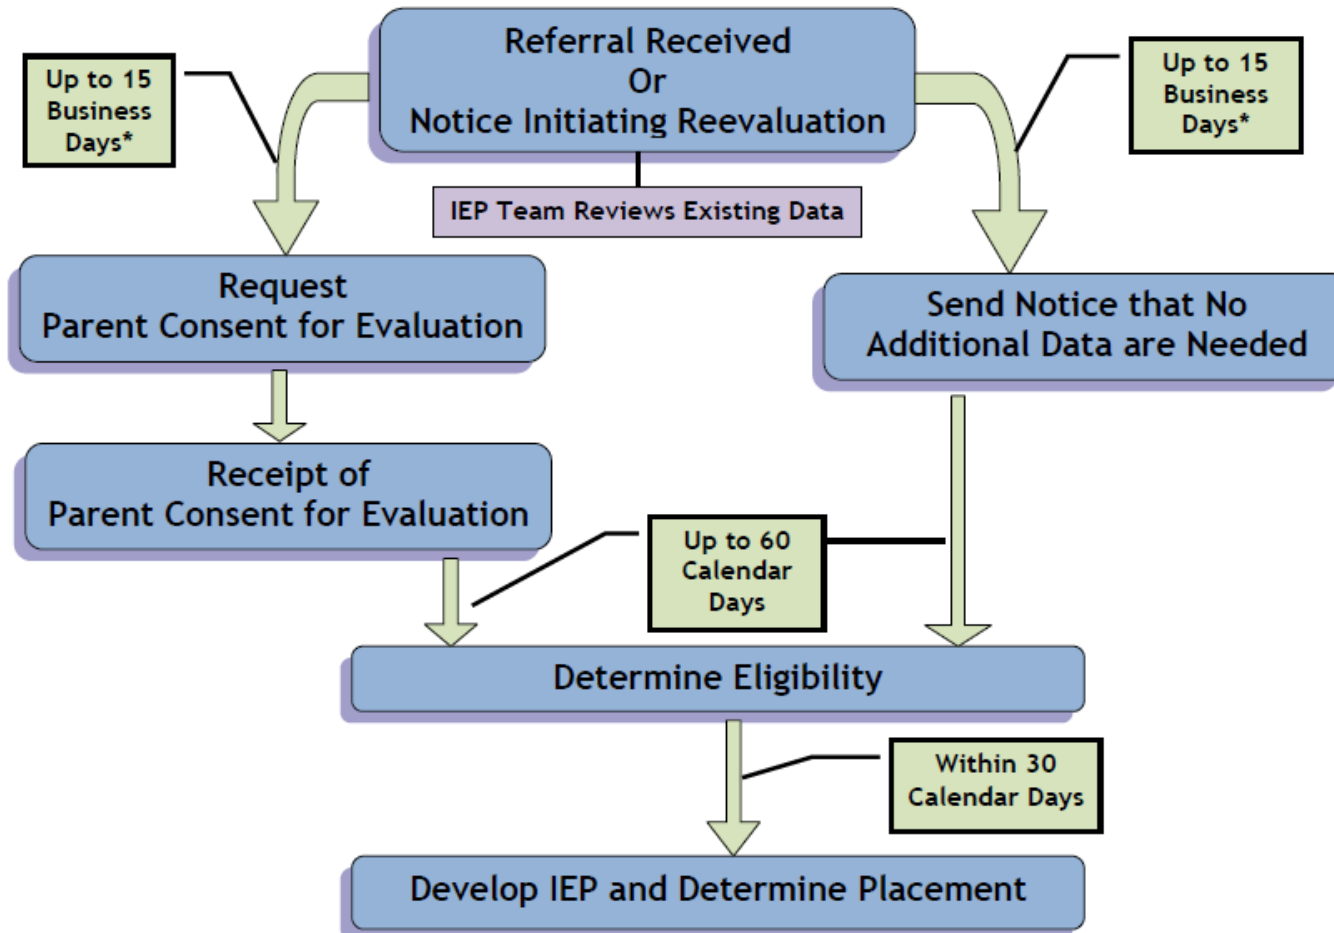 Referral Received
Or
Notice Initiating Reevaluation
Up to 15
Business
Days*
Up to 15
Business
Days*
IEP Team Reviews Existing Data
Request
Parent Consent for Evaluation
Send Notice that No
Additional Data are Needed
Receipt of
Parent Consent for Evaluation
Up to 60
Calendar
Days
Determine Eligibility
Within 30
Calendar Days
Develop IEP and Determine Placement